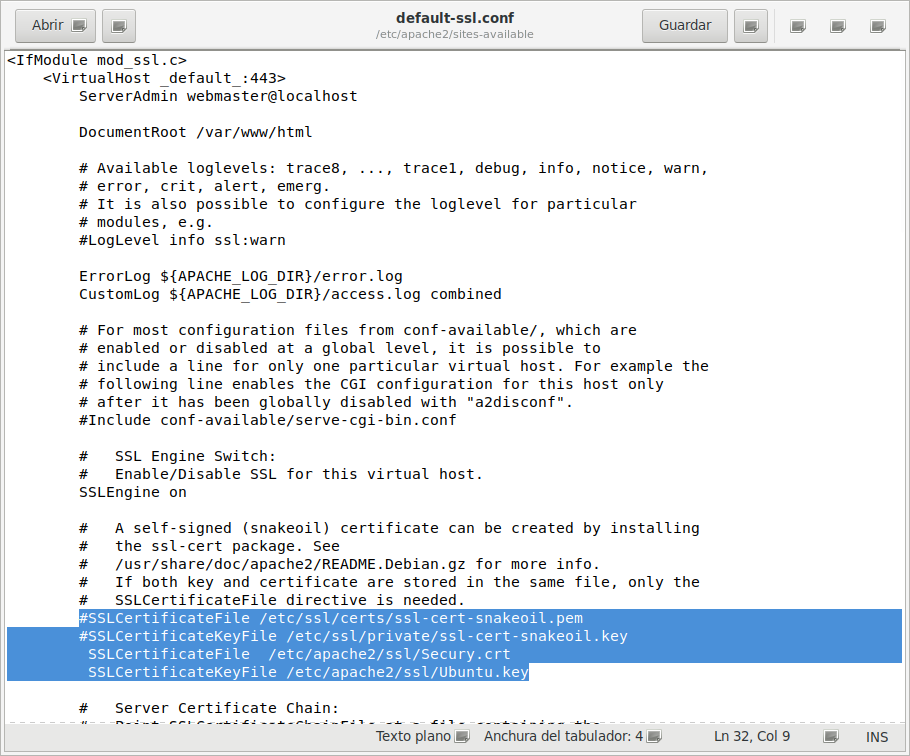 Abrir
default-ssl.conf
/etc/apache2/sites-available
Guardar
<IfModule mod_ssl.c>
<VirtualHost _default_:443>
ServerAdmin webmaster@localhost
DocumentRoot /var/www/html
# Available loglevels: trace8, ..., trace1, debug, info, notice, warn,
# error, crit, alert, emerg.
# It is also possible to configure the loglevel for particular
# modules, e.g.
#LogLevel info ssl:warn
ErrorLog ${APACHE_LOG_DIR}/error.log
CustomLog ${APACHE_LOG_DIR}/access.log combined
# For most configuration files from conf-available/, which are
# enabled or disabled at a global level, it is possible to
# include a line for only one particular virtual host. For example the
# following line enables the CGI configuration for this host only
# after it has been globally disabled with "a2disconf".
#Include conf-available/serve-cgi-bin.conf
#   SSL Engine Switch:
#   Enable/Disable SSL for this virtual host.
SSLEngine on
#   A self-signed (snakeoil) certificate can be created by installing
#   the ssl-cert package. See
#   /usr/share/doc/apache2/README.Debian.gz for more info.
#   If both key and certificate are stored in the same file, only the
#   SSLCertificateFile directive is needed.
#SSLCertificateFile /etc/ssl/certs/ssl-cert-snakeoil.pem
#SSLCertificateKeyFile /etc/ssl/private/ssl-cert-snakeoil.key
SSLCertificateFile  /etc/apache2/ssl/Secury.crt
SSLCertificateKeyFile /etc/apache2/ssl/Ubuntu.key
#   Server Certificate Chain:
#   Point SSLCertificateChainFile at a file containing the
Texto plano Anchura del tabulador: 4 Ln 32, Col 9 INS